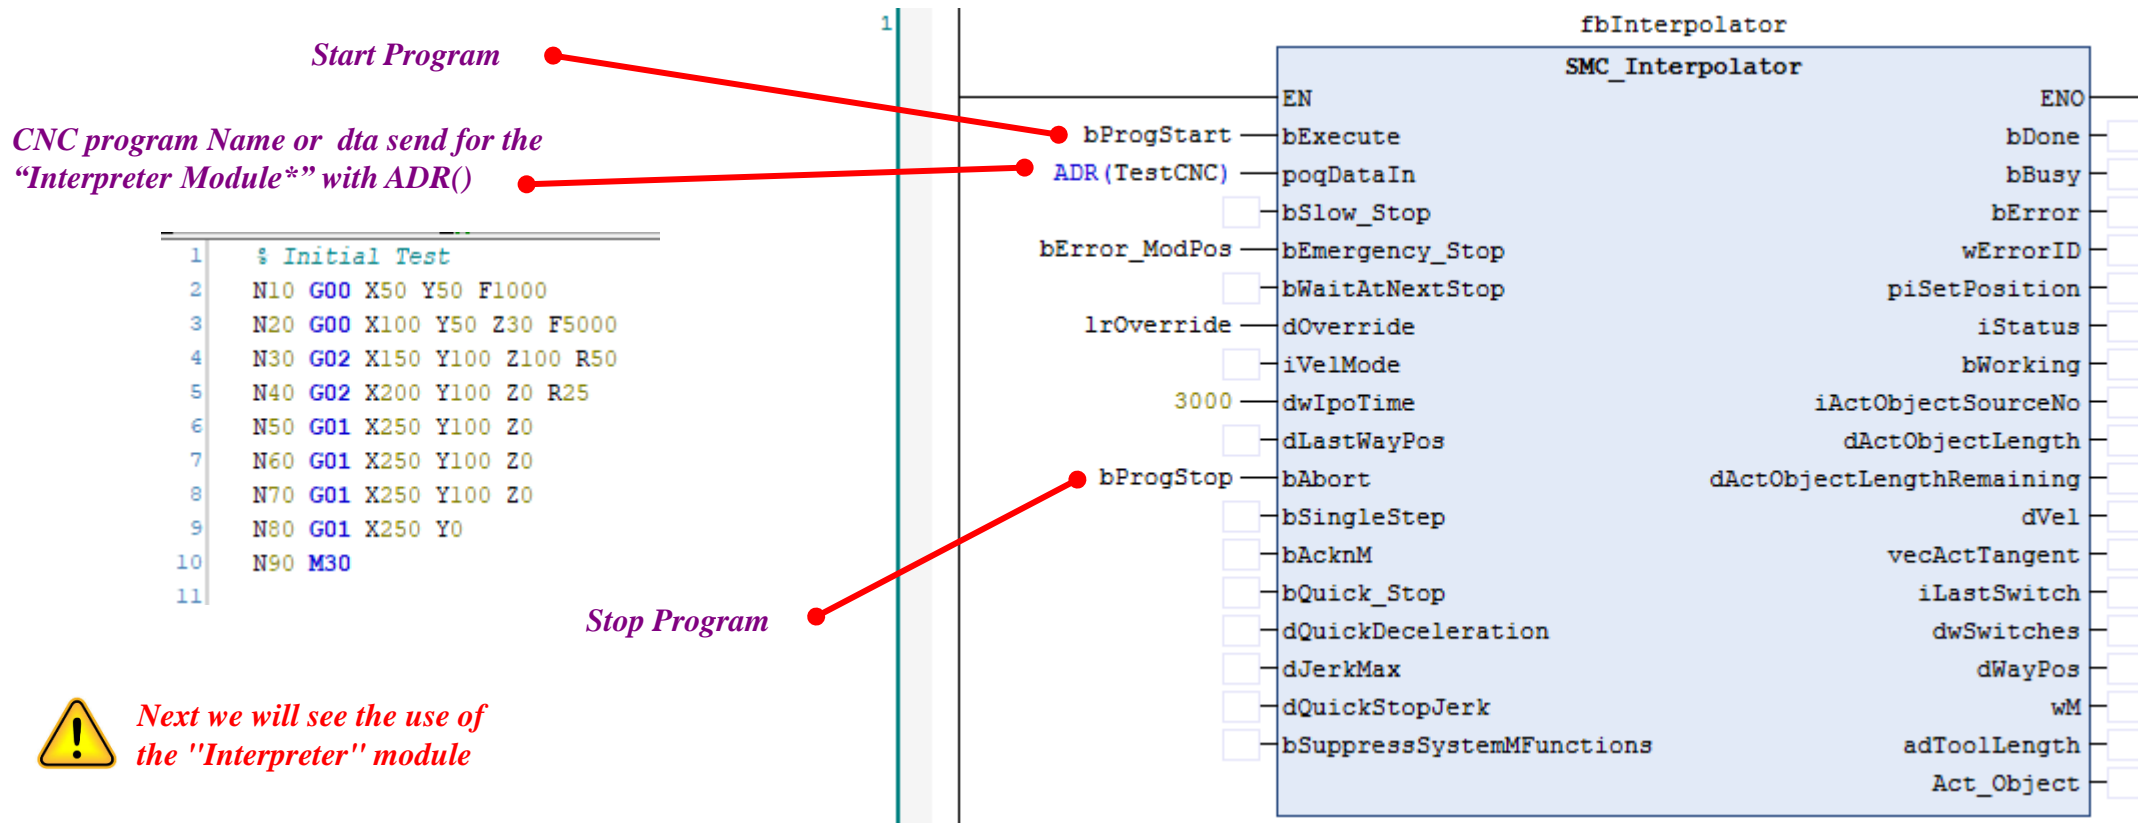 Start Program
CNC program Name or dta send for the
“Interpreter Module*” with ADR()
1 % Initial Test
2 N10 G00 X50 Y50 F1000
3 N20 G00 X100 Y50 Z30 F5000
4 N30 G02 X150 Y100 Z100 R50
5 N40 G02 X200 Y100 Z0 R25
6 N50 G01 X250 Y100 Z0
7 N60 G01 X250 Y100 Z0
8 N70 G01 X250 Y100 Z0
9 N80 G01 X250 Y0
10 N90 M30
11
Stop Program
Next we will see the use of
the "Interpreter" module
1
fbInterpolator
SMC_Interpolator
EN ENO
bProgStart bExecute bDone
ADR(TestCNC) poqDataIn bBusy
bSlow_Stop bError
bError_ModPos bEmergency_Stop wErrorID
bWaitAtNextStop piSetPosition
lrOverride dOverride iStatus
iVelMode bWorking
3000 dwIpoTime iActObjectSourceNo
dLastWayPos dActObjectLength
bProgStop bAbort dActObjectLengthRemaining
bSingleStep dVel
bAcknM vecActTangent
bQuick_Stop iLastSwitch
dQuickDeceleration dwSwitches
dJerkMax dWayPos
dQuickStopJerk wM
bSuppressSystemMFunctions adToolLength
Act_Object